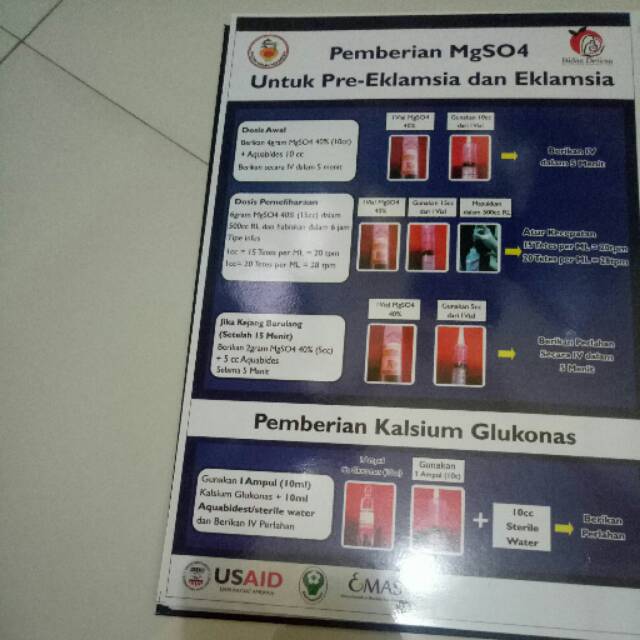 Pemberian MgSO4
Untuk Pre-Eklamsia dan Eklamsia
Bidan Delima
Dosis Awal
Berikan 4gram MgSO4 40% (10cc)
+ Aquabides 10 cc
Berikan secara IV dalam 5 menit
1Vial MgSO4
40%
Gunakan 10cc
dari 1Vial
Berikan IV
dalam 5 Menit
Dosis Pemeliharaan
6gram MgSO4 40% (15cc) dalam
500cc RL dan habiskan dalam 6 jam
Tipe infus
1cc = 15 Tetes per ML = 20 tpm
1cc= 20 Tetes per ML = 28 tpm
1Vial MgSO4
40%
Gunakan 15cc
dari 1Vial
Masukkan
dalam 500cc RL
Atur Kecepatan
15 Tetes per ML = 20tpm
20 Tetes per ML = 28tpm
Jika Kejang Berulang
(Setelah 15 Menit)
Berikan 2gram MgSO4 40% (5cc)
+ 5 cc Aquabides
Selama 5 Menit
1Vial MgSO4
40%
Gunakan 5cc
dari 1Vial
Berikan Perlahan
Secara IV dalam
5 Menit
Pemberian Kalsium Glukonas
Gunakan 1 Ampul (10ml)
Kalsium Glukonas + 10ml
Aquabidest/sterile water
dan Berikan IV Perlahan
Gunakan
+
10cc
Sterile
Water
Berikan
Perlahan
USAID
EMAS